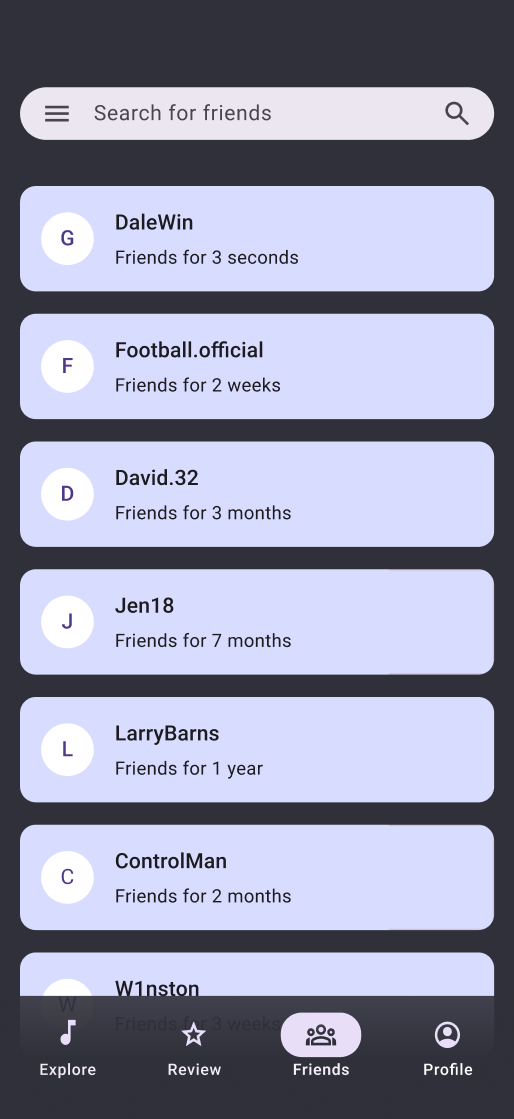 Search for friends
G
DaleWin
Friends for 3 seconds
F
Football.official
Friends for 2 weeks
D
David.32
Friends for 3 months
J
Jen18
Friends for 7 months
L
LarryBarns
Friends for 1 year
C
ControlMan
Friends for 2 months
W
W1nston
Friends for 3 weeks
Explore
Review
Friends
Profile